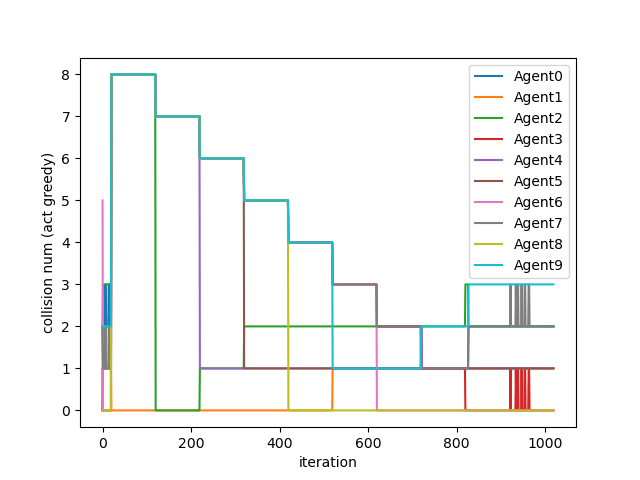 collision num (act greedy)
8
7
6
5
4
3
2
1
0
Agent0
Agent1
Agent2
Agent3
Agent4
Agent5
Agent6
Agent7
Agent8
Agent9
0
200
400
600
800
1000
iteration